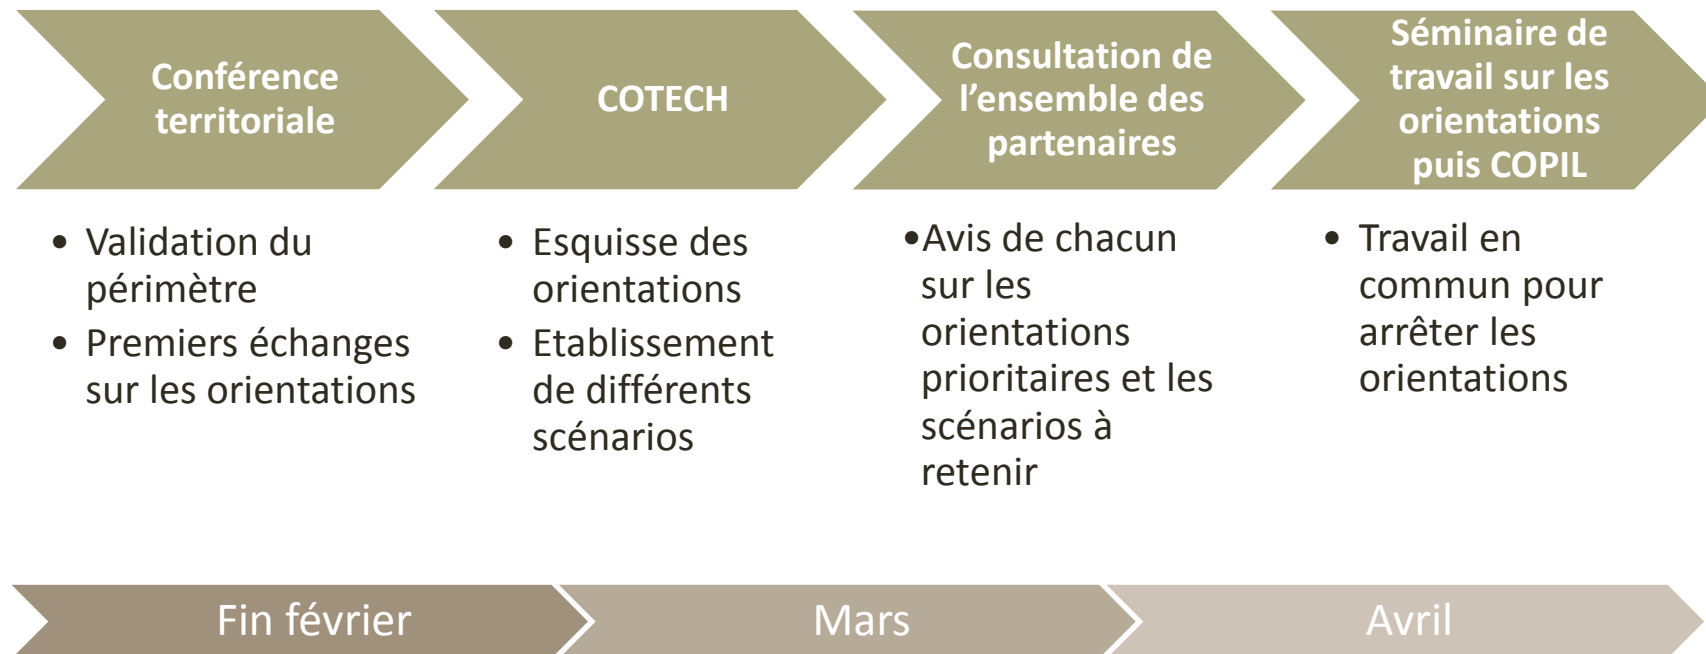 Conférence
territoriale
COTECH
Consultation de
l’ensemble des
partenaires
Séminaire de
travail sur les
orientations
puis COPIL
• Validation du
périmètre
• Premiers échanges
sur les orientations
• Esquisse des
orientations
• Etablissement
de différents
scénarios
•Avis de chacun
sur les
orientations
prioritaires et les
scénarios à
retenir
• Travail en
commun pour
arrêter les
orientations
Fin février
Mars
Avril